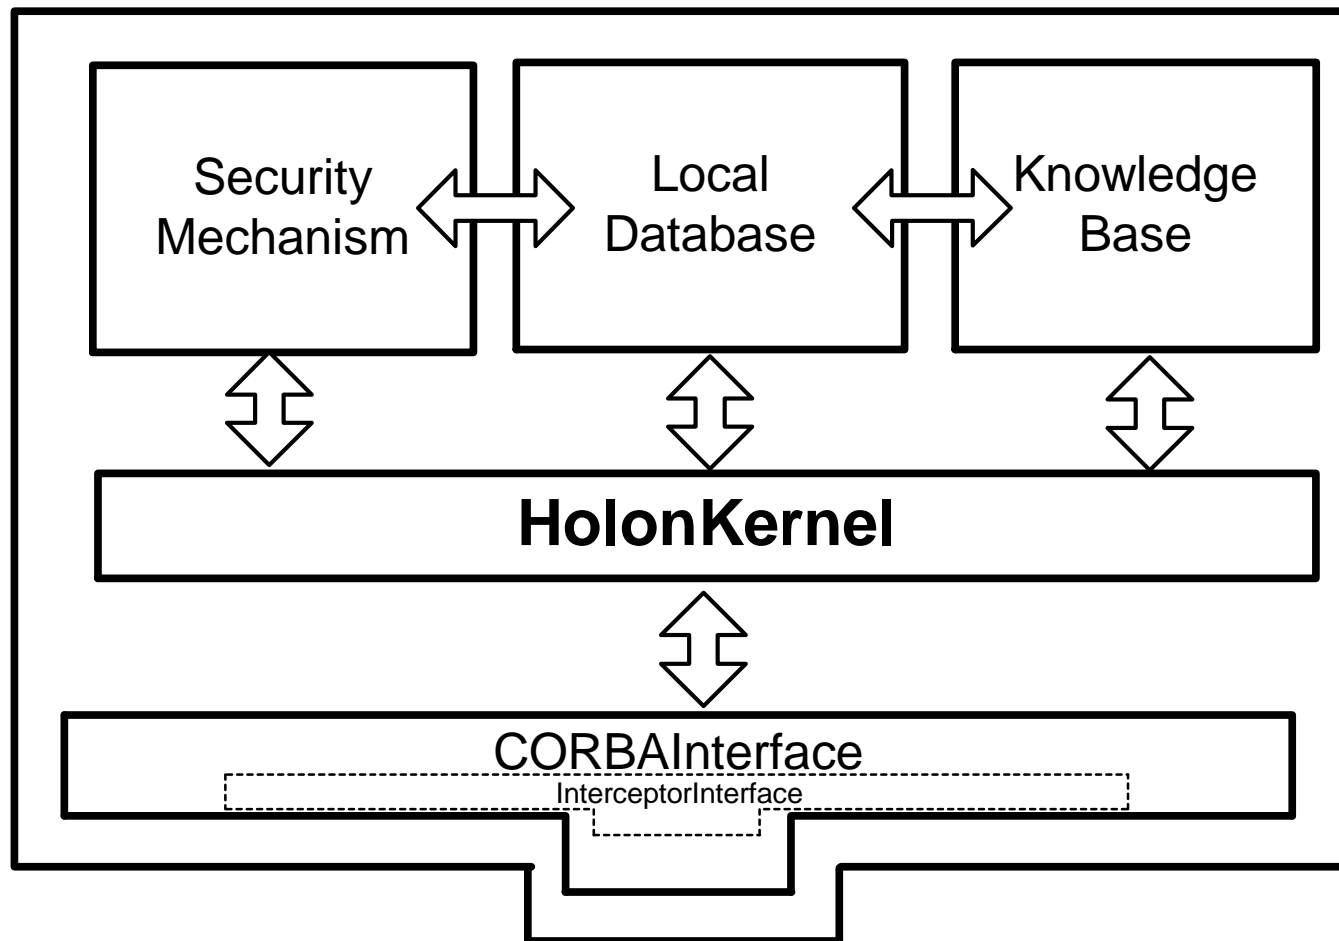 Security
Mechanism
Local
Database
Knowledge
Base
HolonKernel
CORBAInterface
InterceptorInterface